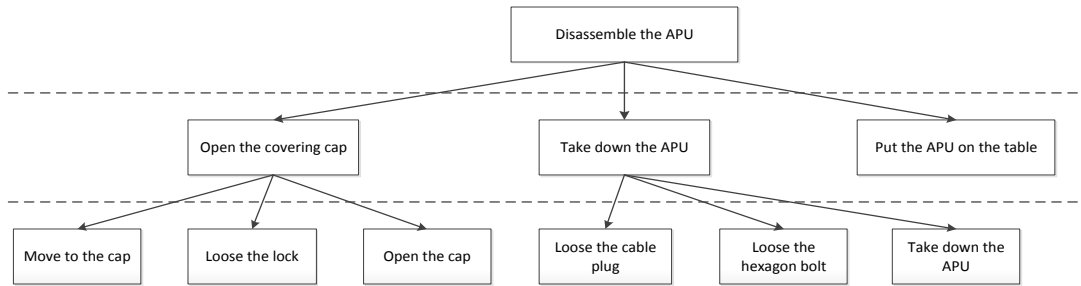 Disassemble the APU
Open the covering cap
Take down the APU
Put the APU on the table
Move to the cap
Loose the lock
Open the cap
Loose the cable
plug
Loose the
hexagon bolt
Take down the
APU